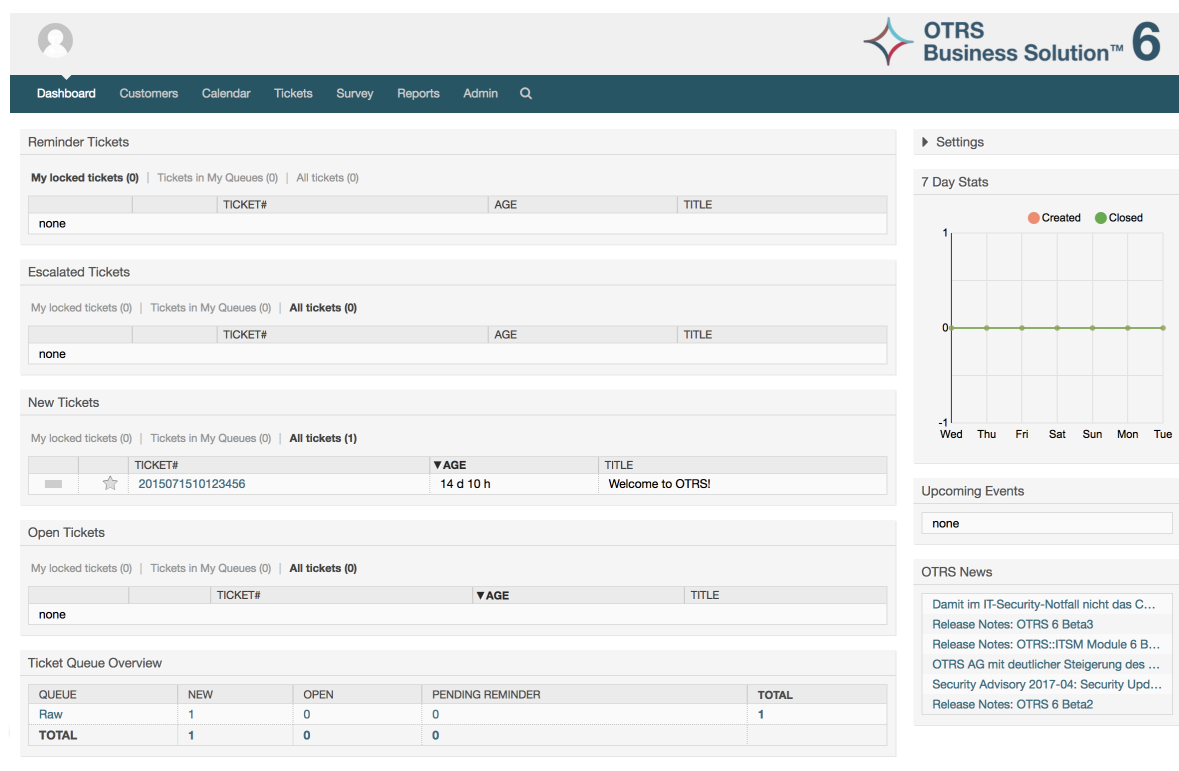 OTRS
Business Solution™ 6
Dashboard Customers Calendar Tickets Survey Reports Admin
Reminder Tickets
My locked tickets (0) | Tickets in My Queues (0) | All tickets (0)
TICKET# AGE TITLE
none
Escalated Tickets
My locked tickets (0) | Tickets in My Queues (0) | All tickets (0)
TICKET# AGE TITLE
none
New Tickets
My locked tickets (0) | Tickets in My Queues (0) | All tickets (1)
TICKET# ▼AGE TITLE
2015071510123456 14 d 10 h Welcome to OTRS!
Open Tickets
My locked tickets (0) | Tickets in My Queues (0) | All tickets (0)
TICKET# ▼AGE TITLE
none
Ticket Queue Overview
QUEUE NEW OPEN PENDING REMINDER TOTAL
Raw 1 0 0 1
TOTAL 1 0 0
Settings
7 Day Stats
Created Closed
1
0
-1
Wed Thu Fri Sat Sun Mon Tue
Upcoming Events
none
OTRS News
Damit im IT-Security-Notfall nicht das C...
Release Notes: OTRS 6 Beta3
Release Notes: OTRS::ITSM Module 6 B...
OTRS AG mit deutlicher Steigerung des ...
Security Advisory 2017-04: Security Upd...
Release Notes: OTRS 6 Beta2